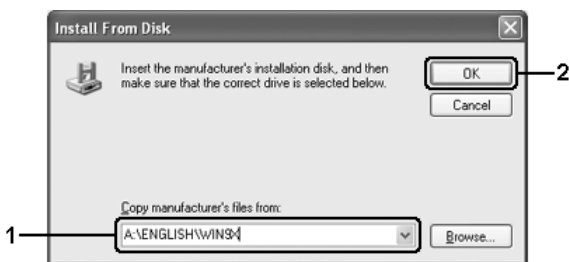 Install From Disk
Insert the manufacturer's installation disk, and then
make sure that the correct drive is selected below.
OK
2
Cancel
Copy manufacturer's files from:
1
A:\ENGLISH\WIN9X
Browse...